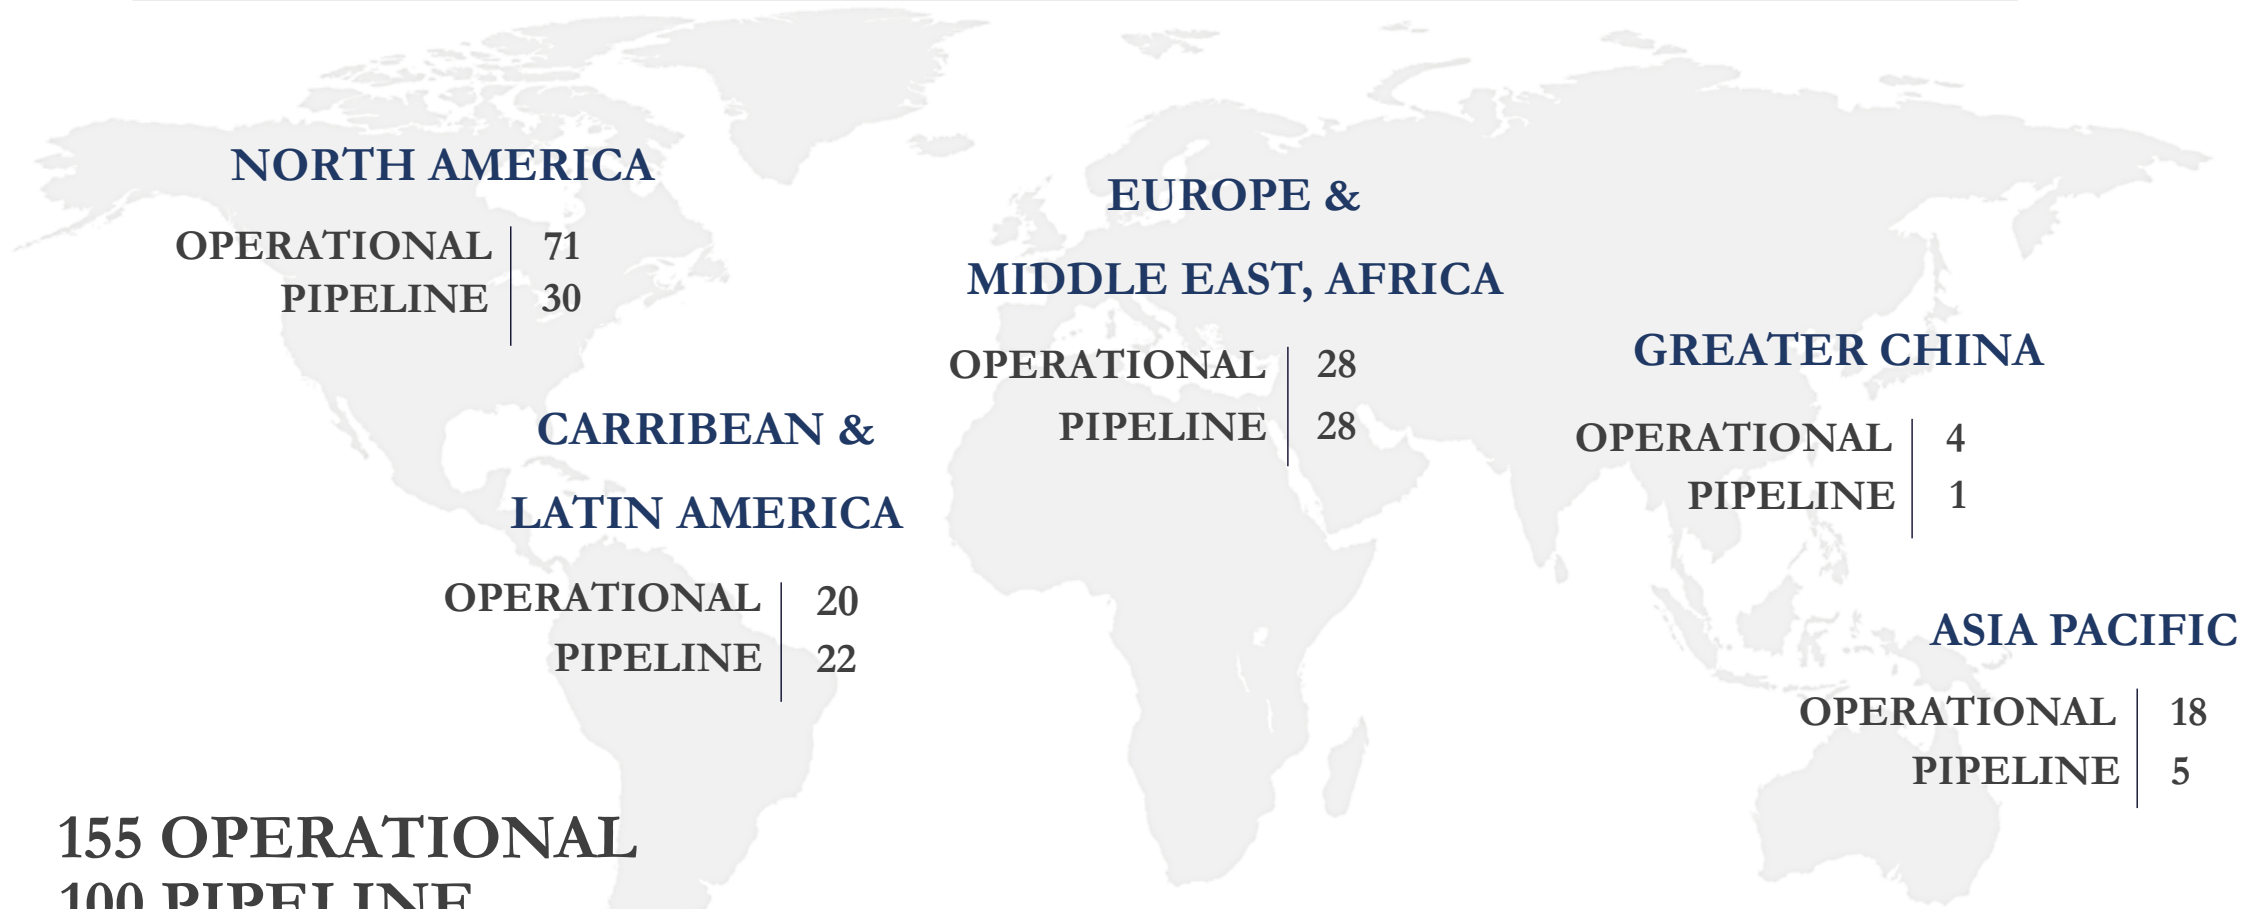 NORTH AMERICA
OPERATIONAL 71
PIPELINE 30
EUROPE &
MIDDLE EAST, AFRICA
OPERATIONAL 28
PIPELINE 28
GREATER CHINA
OPERATIONAL 4
PIPELINE 1
CARRIBEAN &
LATIN AMERICA
OPERATIONAL 20
PIPELINE 22
ASIA PACIFIC
OPERATIONAL 18
PIPELINE 5
155 OPERATIONAL
100 PIPELINE